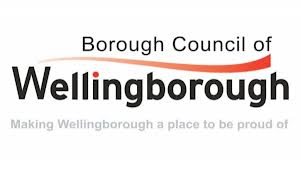 Borough Council of
Wellingborough
Making Wellingborough a place to be proud of